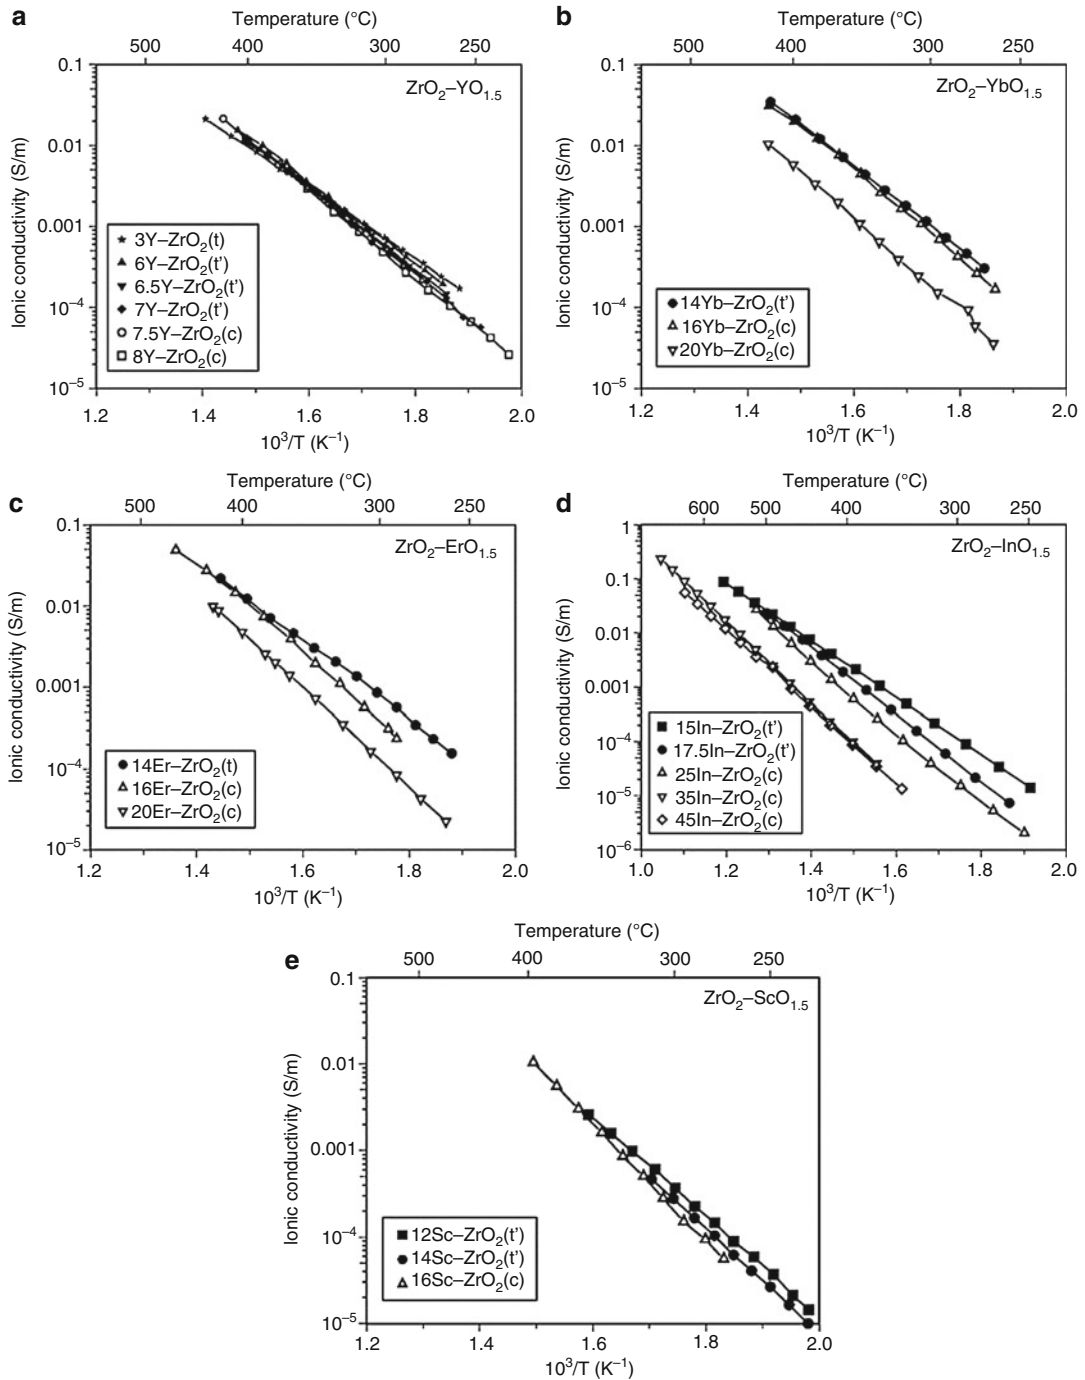 a
Temperature (°C)
500 400 300 250
0.1
0.01
0.001
10⁻⁴
10⁻⁵
Ionic conductivity (S/m)
ZrO₂–YO₁.₅
3Y–ZrO₂(t)
6Y–ZrO₂(t')
6.5Y–ZrO₂(t')
7Y–ZrO₂(t')
7.5Y–ZrO₂(c)
8Y–ZrO₂(c)
1.2 1.4 1.6 1.8 2.0
10³/T (K⁻¹)
b
Temperature (°C)
500 400 300 250
0.1
0.01
0.001
10⁻⁴
10⁻⁵
Ionic conductivity (S/m)
ZrO₂–YbO₁.₅
14Yb–ZrO₂(t')
16Yb–ZrO₂(c)
20Yb–ZrO₂(c)
1.2 1.4 1.6 1.8 2.0
10³/T (K⁻¹)
c
Temperature (°C)
500 400 300 250
0.1
0.01
0.001
10⁻⁴
10⁻⁵
Ionic conductivity (S/m)
ZrO₂–ErO₁.₅
14Er–ZrO₂(t)
16Er–ZrO₂(c)
20Er–ZrO₂(c)
1.2 1.4 1.6 1.8 2.0
10³/T (K⁻¹)
d
Temperature (°C)
600 500 400 300 250
1
0.1
0.01
0.001
10⁻⁴
10⁻⁵
10⁻⁶
Ionic conductivity (S/m)
ZrO₂–InO₁.₅
15In–ZrO₂(t')
17.5In–ZrO₂(t')
25In–ZrO₂(c)
35In–ZrO₂(c)
45In–ZrO₂(c)
1.0 1.2 1.4 1.6 1.8 2.0
10³/T (K⁻¹)
e
Temperature (°C)
500 400 300 250
0.1
0.01
0.001
10⁻⁴
10⁻⁵
Ionic conductivity (S/m)
ZrO₂–ScO₁.₅
12Sc–ZrO₂(t')
14Sc–ZrO₂(t')
16Sc–ZrO₂(c)
1.2 1.6 1.8 2.0
10³/T (K⁻¹)